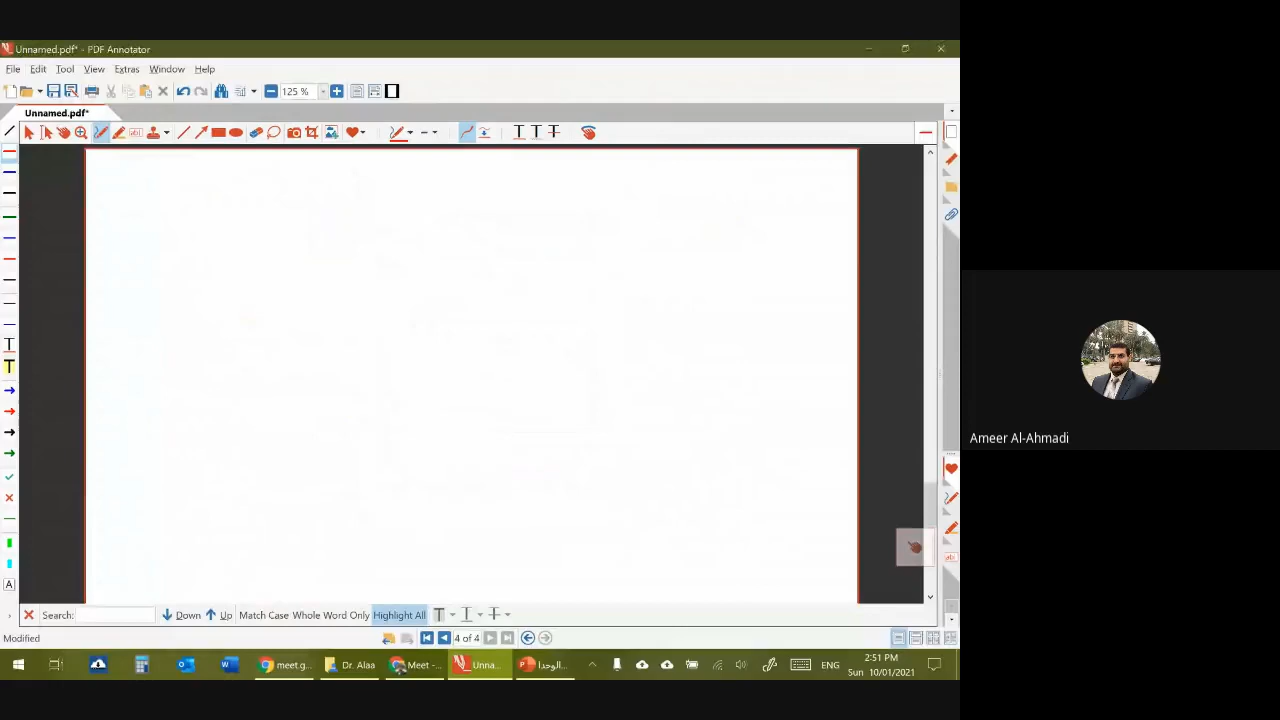 Unnamed.pdf* - PDF Annotator
File Edit Tool View Extras Window Help
125 %
Unnamed.pdf*
T
T
A
Ameer Al-Ahmadi
Search: Down Up Match Case Whole Word Only Highlight All
Modified 4 of 4
meet.g... Dr. Alaa Meet -... Unna... الوحدا... ENG 2:51 PM
Sun 10/01/2021